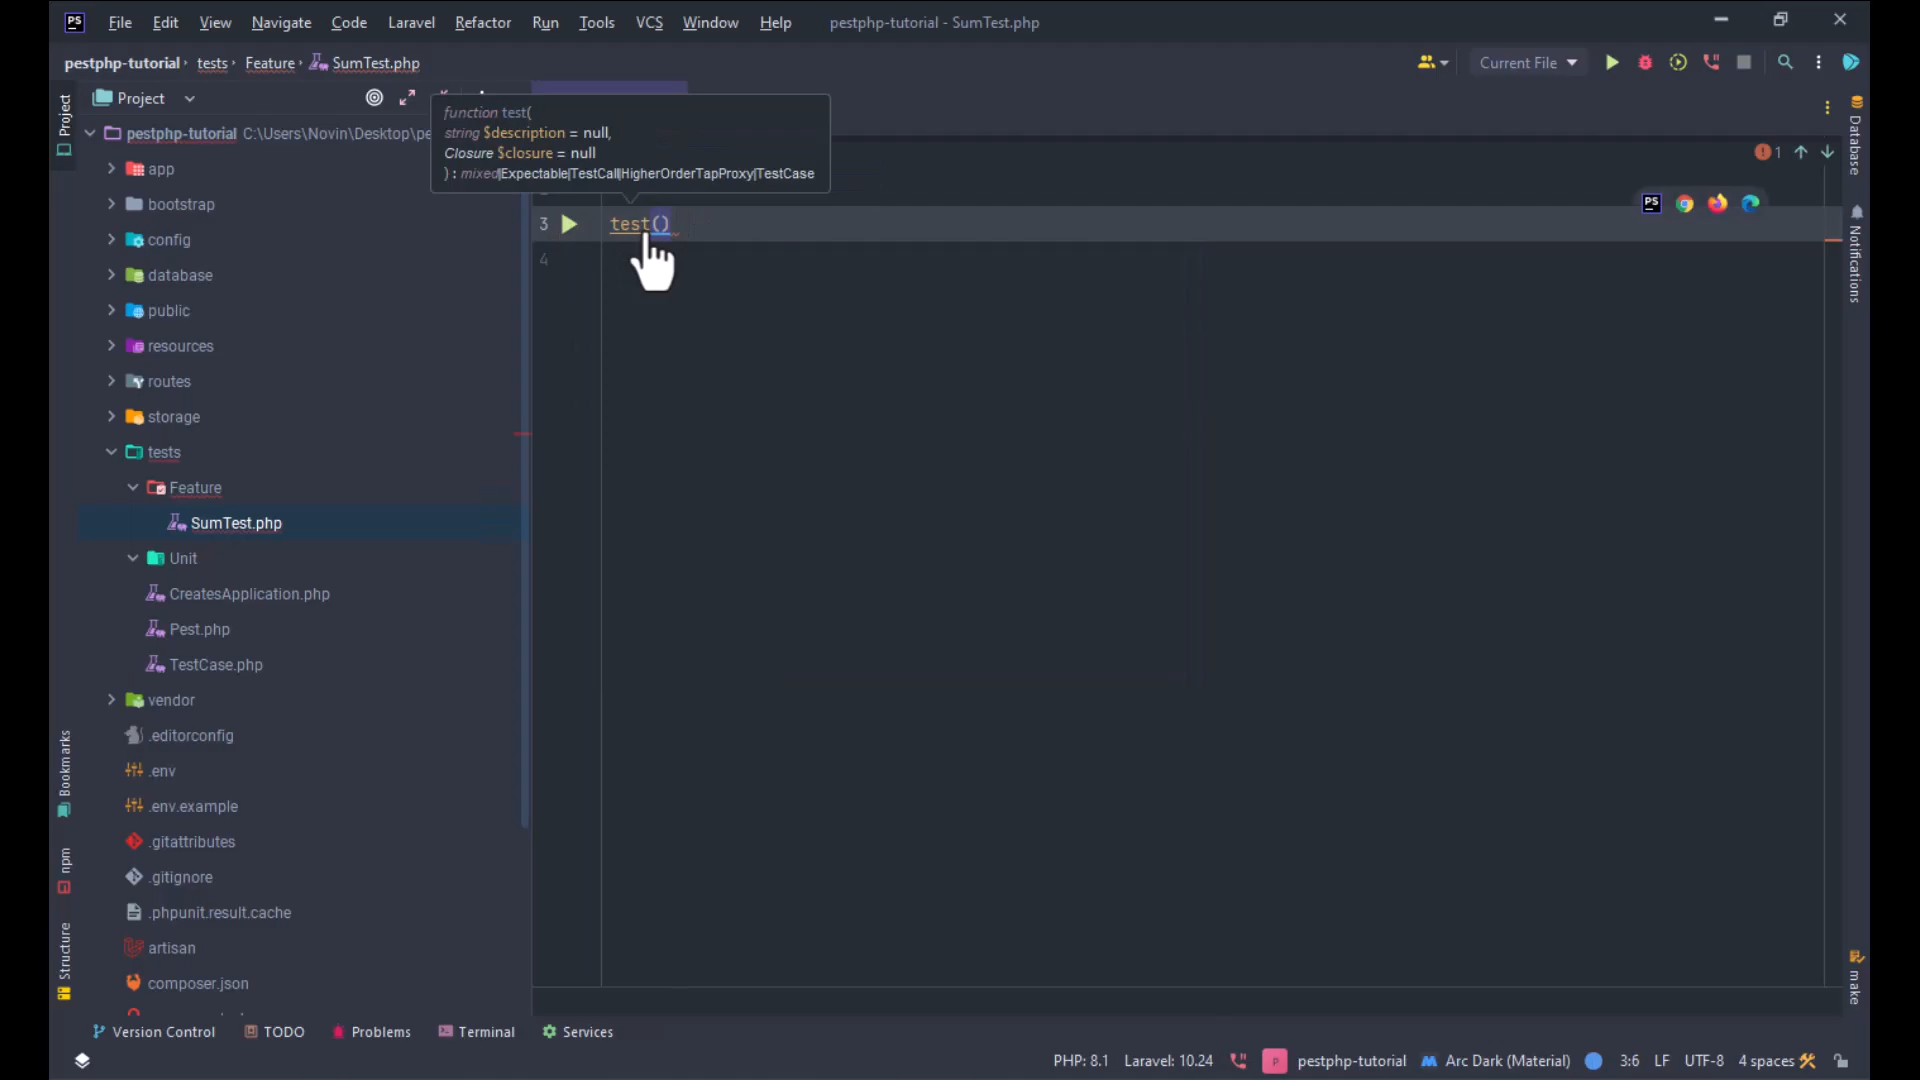 PS File Edit View Navigate Code Laravel Refactor Run Tools VCS Window Help pestphp-tutorial - SumTest.php
pestphp-tutorial › tests › Feature › SumTest.php Current File
Project
pestphp-tutorial C:\Users\Novin\Desktop\pe
app
bootstrap
config
database
public
resources
routes
storage
tests
Feature
SumTest.php
Unit
CreatesApplication.php
Pest.php
TestCase.php
vendor
.editorconfig
.env
.env.example
.gitattributes
.gitignore
.phpunit.result.cache
artisan
composer.json
function test(
string $description = null,
Closure $closure = null
) : mixed|Expectable|TestCall|HigherOrderTapProxy|TestCase
1
PS
3 test()
4
Project
Bookmarks
npm
Structure
Database
Notifications
make
Version Control TODO Problems Terminal Services
PHP: 8.1 Laravel: 10.24 P pestphp-tutorial Arc Dark (Material) 3:6 LF UTF-8 4 spaces